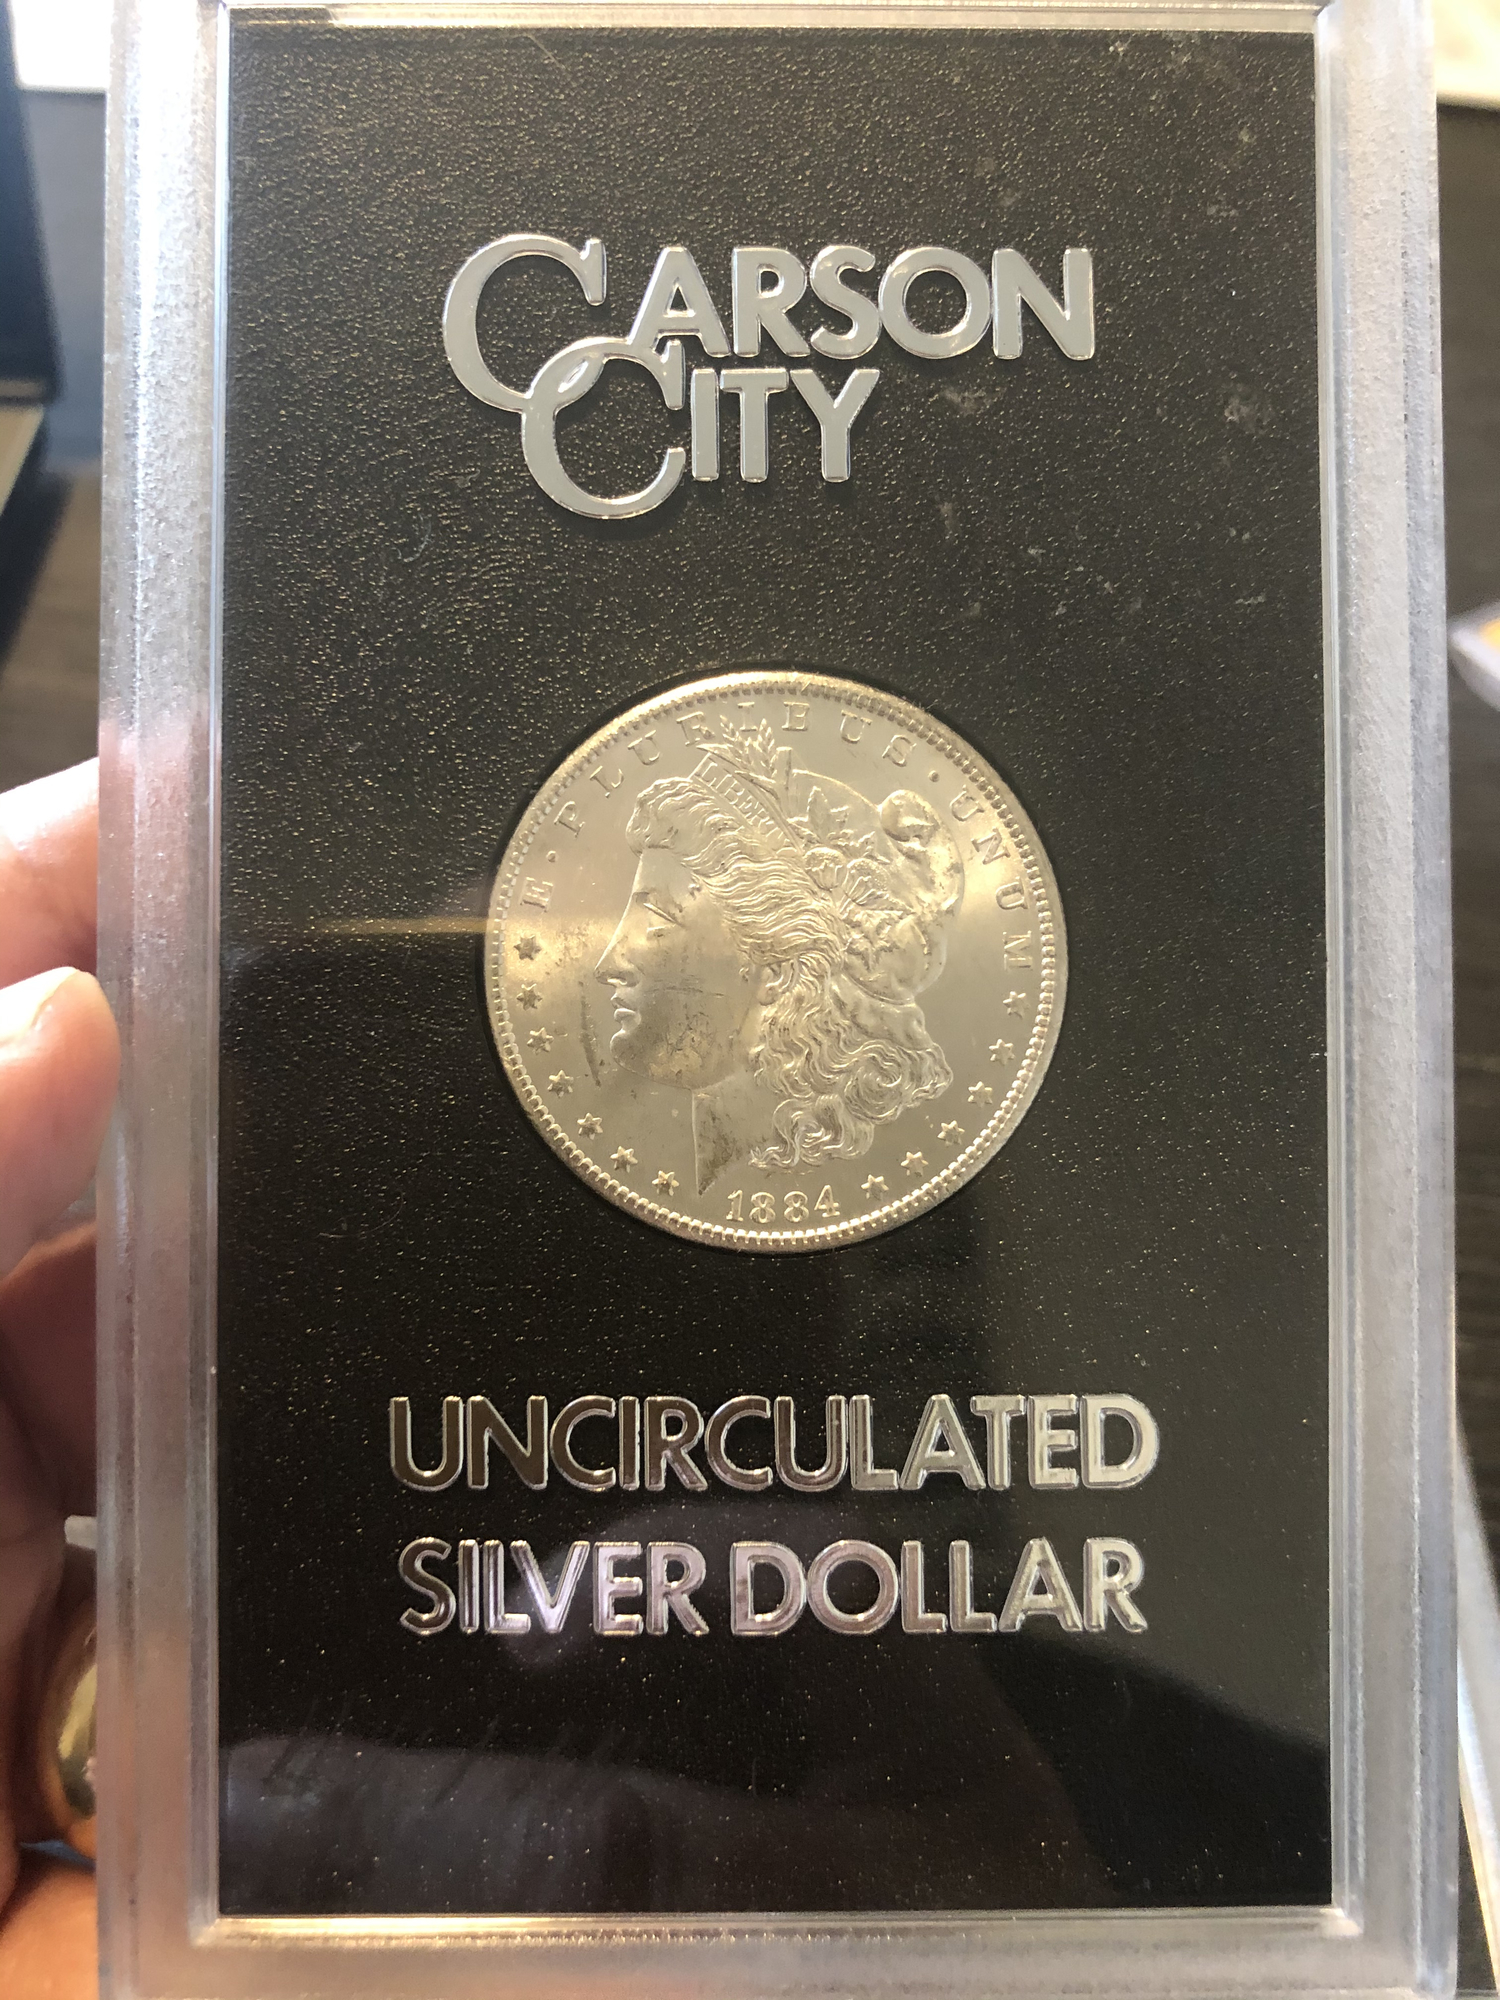 CARSON
CITY
E · PLURIBUS · UNUM
LIBERTY
1884
UNCIRCULATED
SILVER DOLLAR